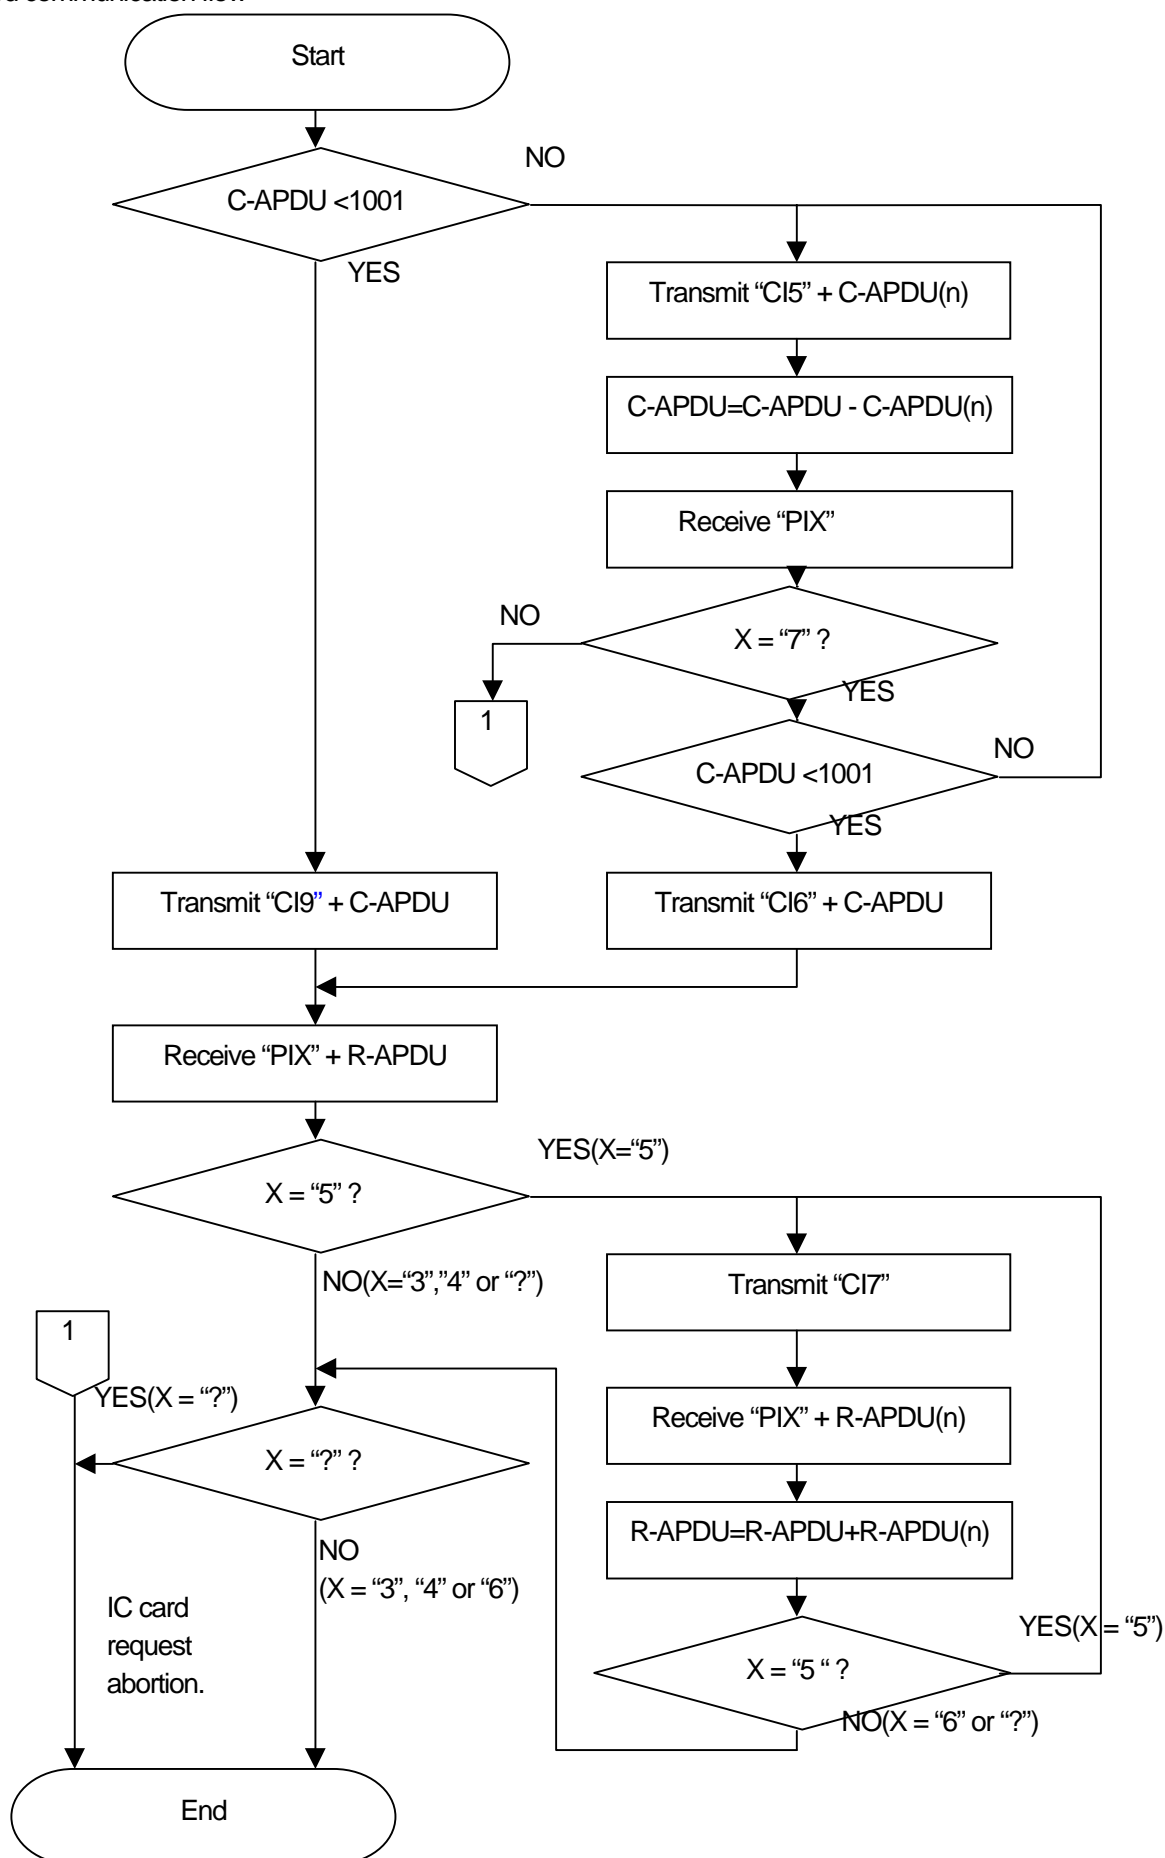 communication flow
Start
C-APDU <1001
NO
YES
Transmit “CI5” + C-APDU(n)
C-APDU=C-APDU - C-APDU(n)
Receive “PIX”
X = “7” ?
NO
YES
1
C-APDU <1001
NO
YES
Transmit “CI9” + C-APDU
Transmit “CI6” + C-APDU
Receive “PIX” + R-APDU
X = “5” ?
YES(X=“5”)
NO(X=“3”,”4” or “?”)
Transmit “CI7”
1
YES(X = “?”)
Receive “PIX” + R-APDU(n)
X = “?” ?
R-APDU=R-APDU+R-APDU(n)
NO
(X = “3”, “4” or “6”)
IC card
request
abortion.
YES(X = “5”)
X = “5 “ ?
NO(X = “6” or “?”)
End